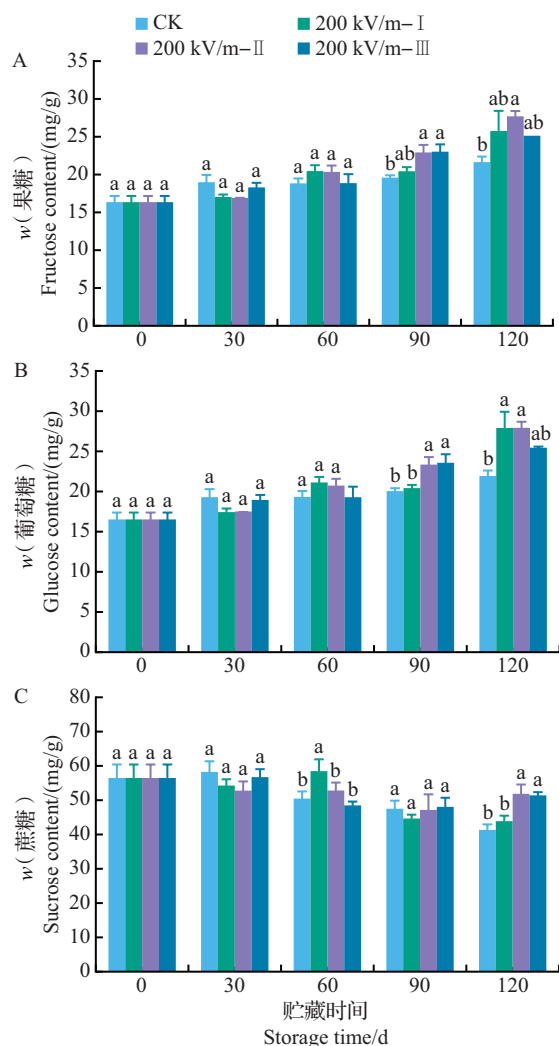 CK 200 kV/m-Ⅰ
200 kV/m-Ⅱ 200 kV/m-Ⅲ
A
w(果糖)
Fructose content/(mg/g)
35
30
25
20
15
10
5
0
a a a a
a a a a
a a a a
b ab a a
b ab a ab
0 30 60 90 120
B
w(葡萄糖)
Glucose content/(mg/g)
35
30
25
20
15
10
5
0
a a a a
a a a a
a a a a
b b a a
b a a ab
0 30 60 90 120
C
w(蔗糖)
Sucrose content/(mg/g)
80
70
60
50
40
30
20
10
0
a a a a
a a a a
b a b b
a a a a
b b a a
0 30 60 90 120
贮藏时间
Storage time/d